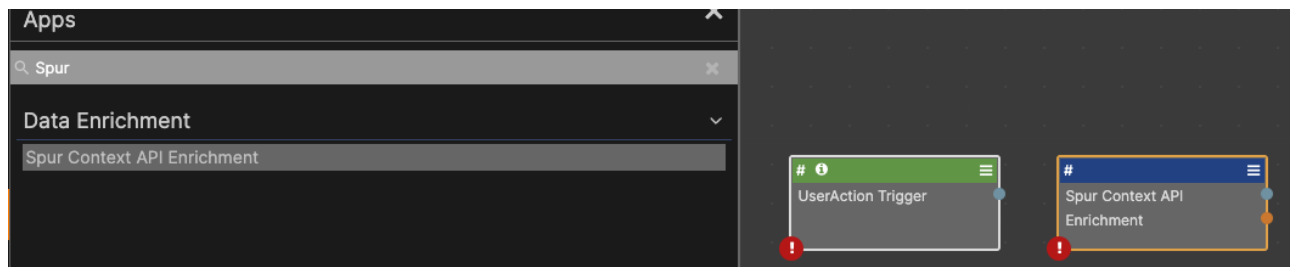 Apps
Spur
Data Enrichment
Spur Context API Enrichment
#
UserAction Trigger
!
#
Spur Context API
Enrichment
!